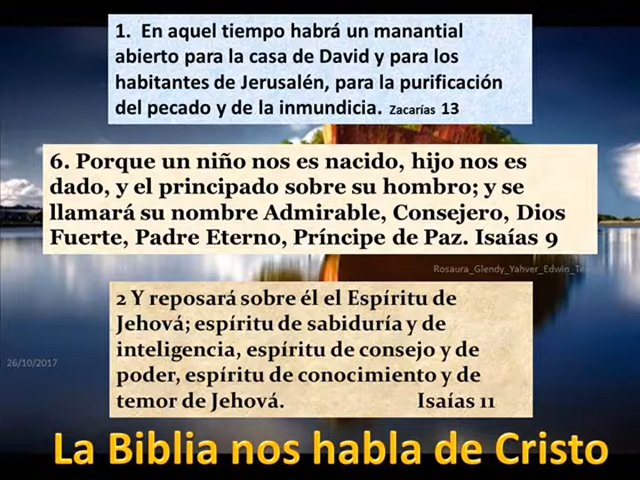 1. En aquel tiempo habrá un manantial
abierto para la casa de David y para los
habitantes de Jerusalén, para la purificación
del pecado y de la inmundicia. Zacarías 13
6. Porque un niño nos es nacido, hijo nos es
dado, y el principado sobre su hombro; y se
llamará su nombre Admirable, Consejero, Dios
Fuerte, Padre Eterno, Príncipe de Paz. Isaías 9
Rosaura_Glendy_Yahver_Edwin
2 Y reposará sobre él el Espíritu de
Jehová; espíritu de sabiduría y de
inteligencia, espíritu de consejo y de
poder, espíritu de conocimiento y de
temor de Jehová. Isaías 11
26/10/2017
La Biblia nos habla de Cristo